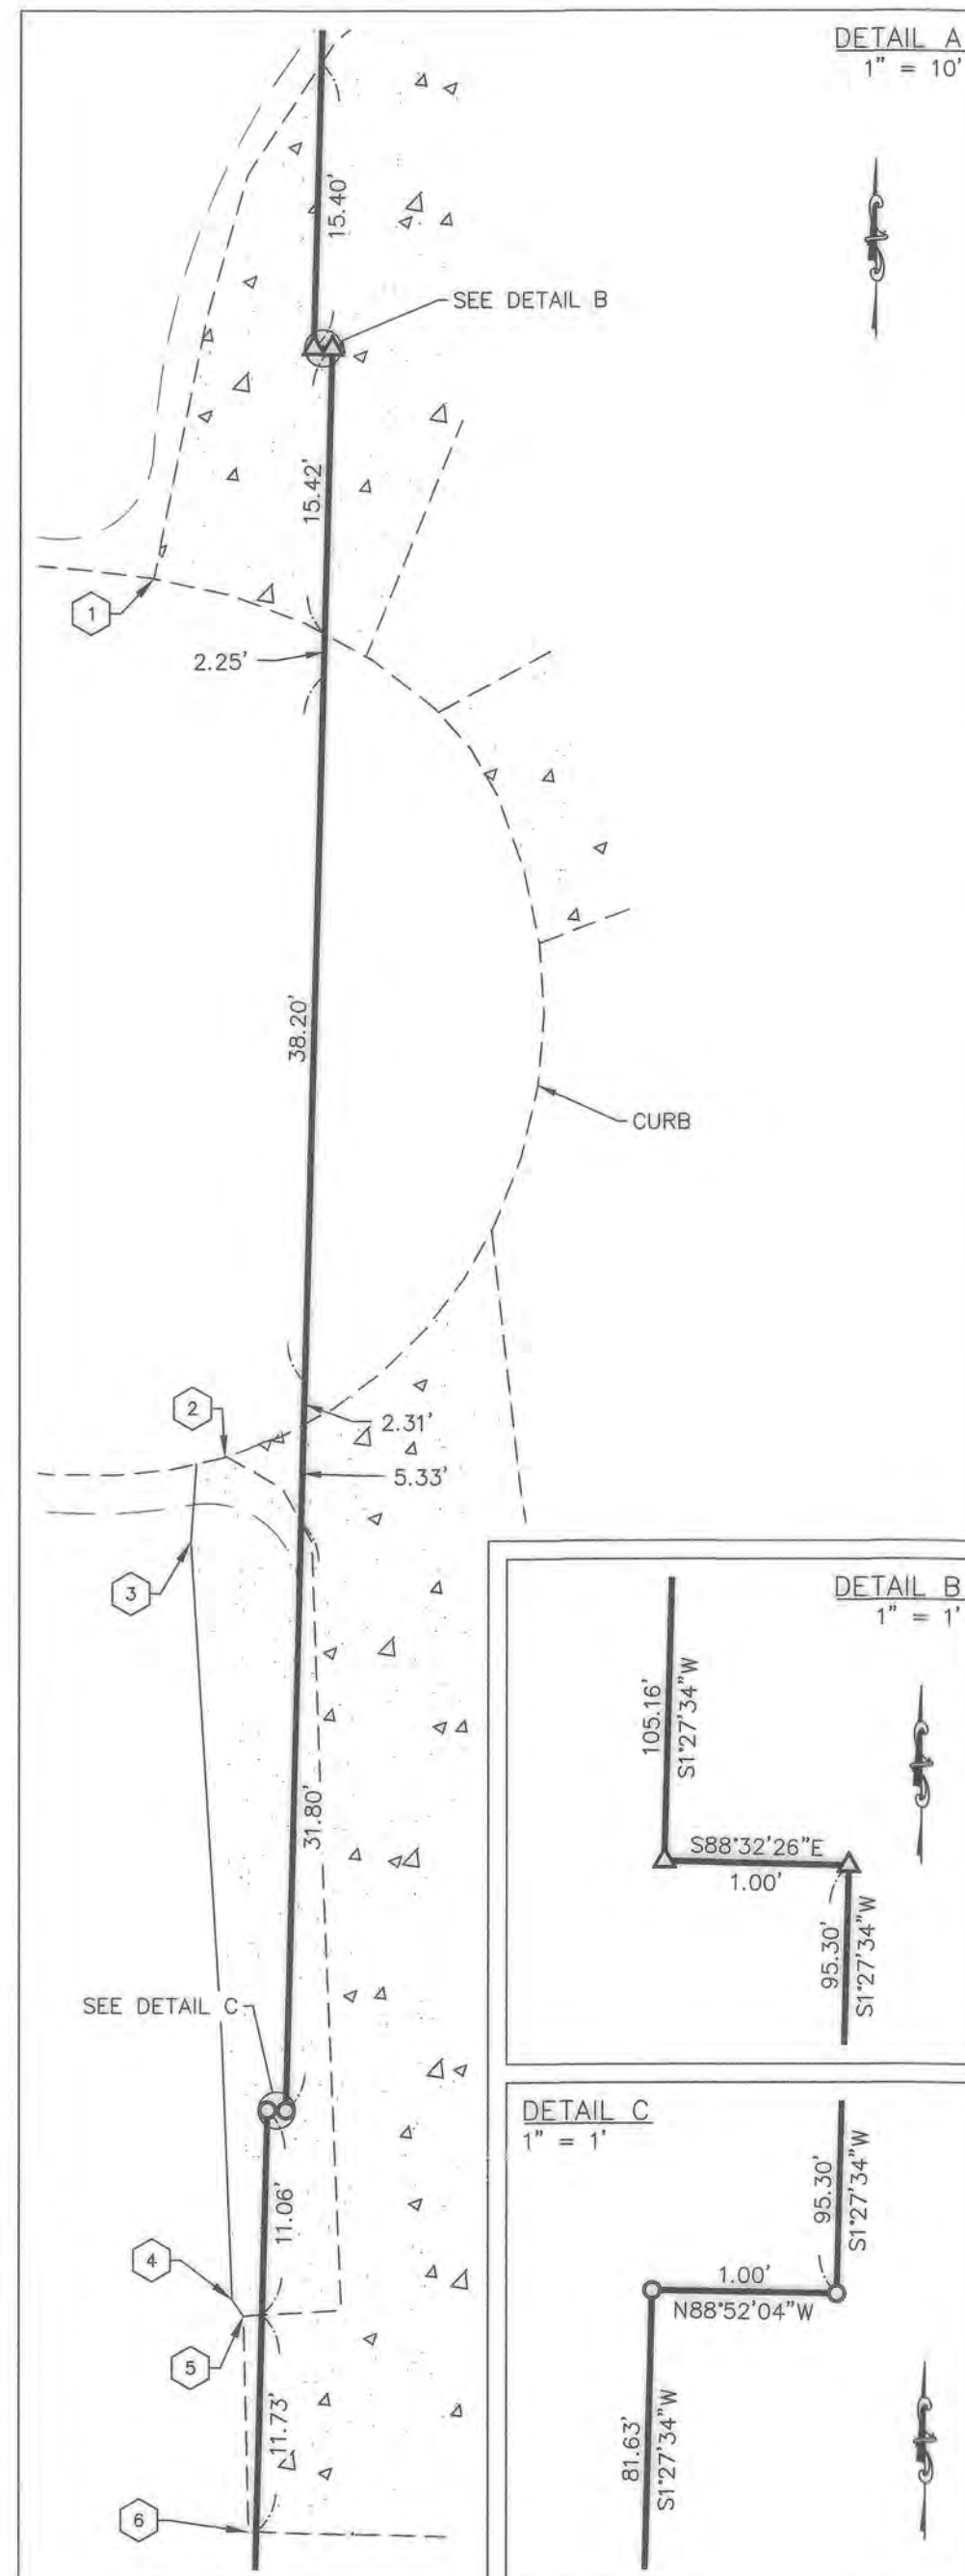 DETAIL A
1" = 10'
15.40'
SEE DETAIL B
15.42'
1
2.25'
38.20'
CURB
2
2.31'
5.33'
3
31.80'
SEE DETAIL C
11.06'
4
5
11.73'
6
DETAIL B
1" = 1'
105.16'
S1°27'34"W
S88°32'26"E
1.00'
95.30'
S1°27'34"W
DETAIL C
1" = 1'
95.30'
S1°27'34"W
1.00'
N88°52'04"W
81.63'
S1°27'34"W